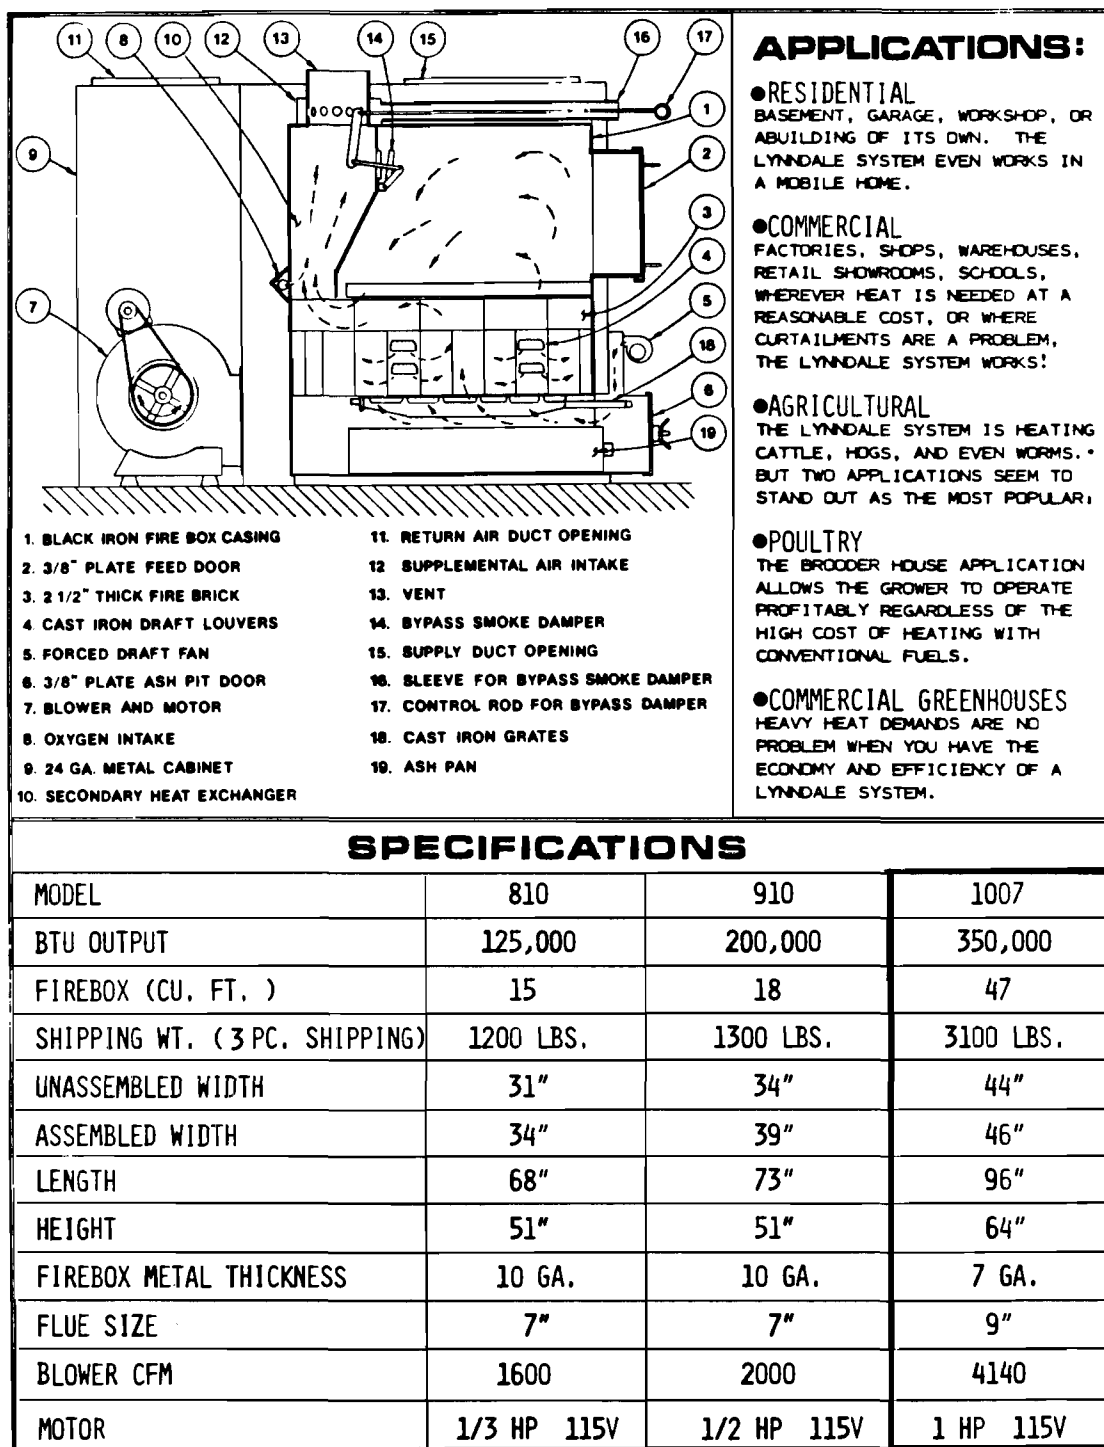 11 8 10 12 13 14 15 16 17
1
9
2
3
4
7
5
18
6
19
1. BLACK IRON FIRE BOX CASING
2. 3/8" PLATE FEED DOOR
3. 2 1/2" THICK FIRE BRICK
4 CAST IRON DRAFT LOUVERS
5. FORCED DRAFT FAN
6. 3/8" PLATE ASH PIT DOOR
7. BLOWER AND MOTOR
8. OXYGEN INTAKE
9. 24 GA. METAL CABINET
10. SECONDARY HEAT EXCHANGER
11. RETURN AIR DUCT OPENING
12 SUPPLEMENTAL AIR INTAKE
13. VENT
14. BYPASS SMOKE DAMPER
15. SUPPLY DUCT OPENING
16. SLEEVE FOR BYPASS SMOKE DAMPER
17. CONTROL ROD FOR BYPASS DAMPER
18. CAST IRON GRATES
19. ASH PAN
APPLICATIONS:
●RESIDENTIAL
BASEMENT, GARAGE, WORKSHOP, OR
ABUILDING OF ITS OWN. THE
LYNNDALE SYSTEM EVEN WORKS IN
A MOBILE HOME.
●COMMERCIAL
FACTORIES, SHOPS, WAREHOUSES,
RETAIL SHOWROOMS, SCHOOLS,
WHEREVER HEAT IS NEEDED AT A
REASONABLE COST, OR WHERE
CURTAILMENTS ARE A PROBLEM,
THE LYNNDALE SYSTEM WORKS!
●AGRICULTURAL
THE LYNNDALE SYSTEM IS HEATING
CATTLE, HOGS, AND EVEN WORMS.
BUT TWO APPLICATIONS SEEM TO
STAND OUT AS THE MOST POPULAR:
●POULTRY
THE BROODER HOUSE APPLICATION
ALLOWS THE GROWER TO OPERATE
PROFITABLY REGARDLESS OF THE
HIGH COST OF HEATING WITH
CONVENTIONAL FUELS.
●COMMERCIAL GREENHOUSES
HEAVY HEAT DEMANDS ARE NO
PROBLEM WHEN YOU HAVE THE
ECONOMY AND EFFICIENCY OF A
LYNNDALE SYSTEM.
SPECIFICATIONS
MODEL 810 910 1007
BTU OUTPUT 125,000 200,000 350,000
FIREBOX (CU. FT. ) 15 18 47
SHIPPING WT. (3 PC. SHIPPING) 1200 LBS. 1300 LBS. 3100 LBS.
UNASSEMBLED WIDTH 31" 34" 44"
ASSEMBLED WIDTH 34" 39" 46"
LENGTH 68" 73" 96"
HEIGHT 51" 51" 64"
FIREBOX METAL THICKNESS 10 GA. 10 GA. 7 GA.
FLUE SIZE 7" 7" 9"
BLOWER CFM 1600 2000 4140
MOTOR 1/3 HP 115V 1/2 HP 115V 1 HP 115V